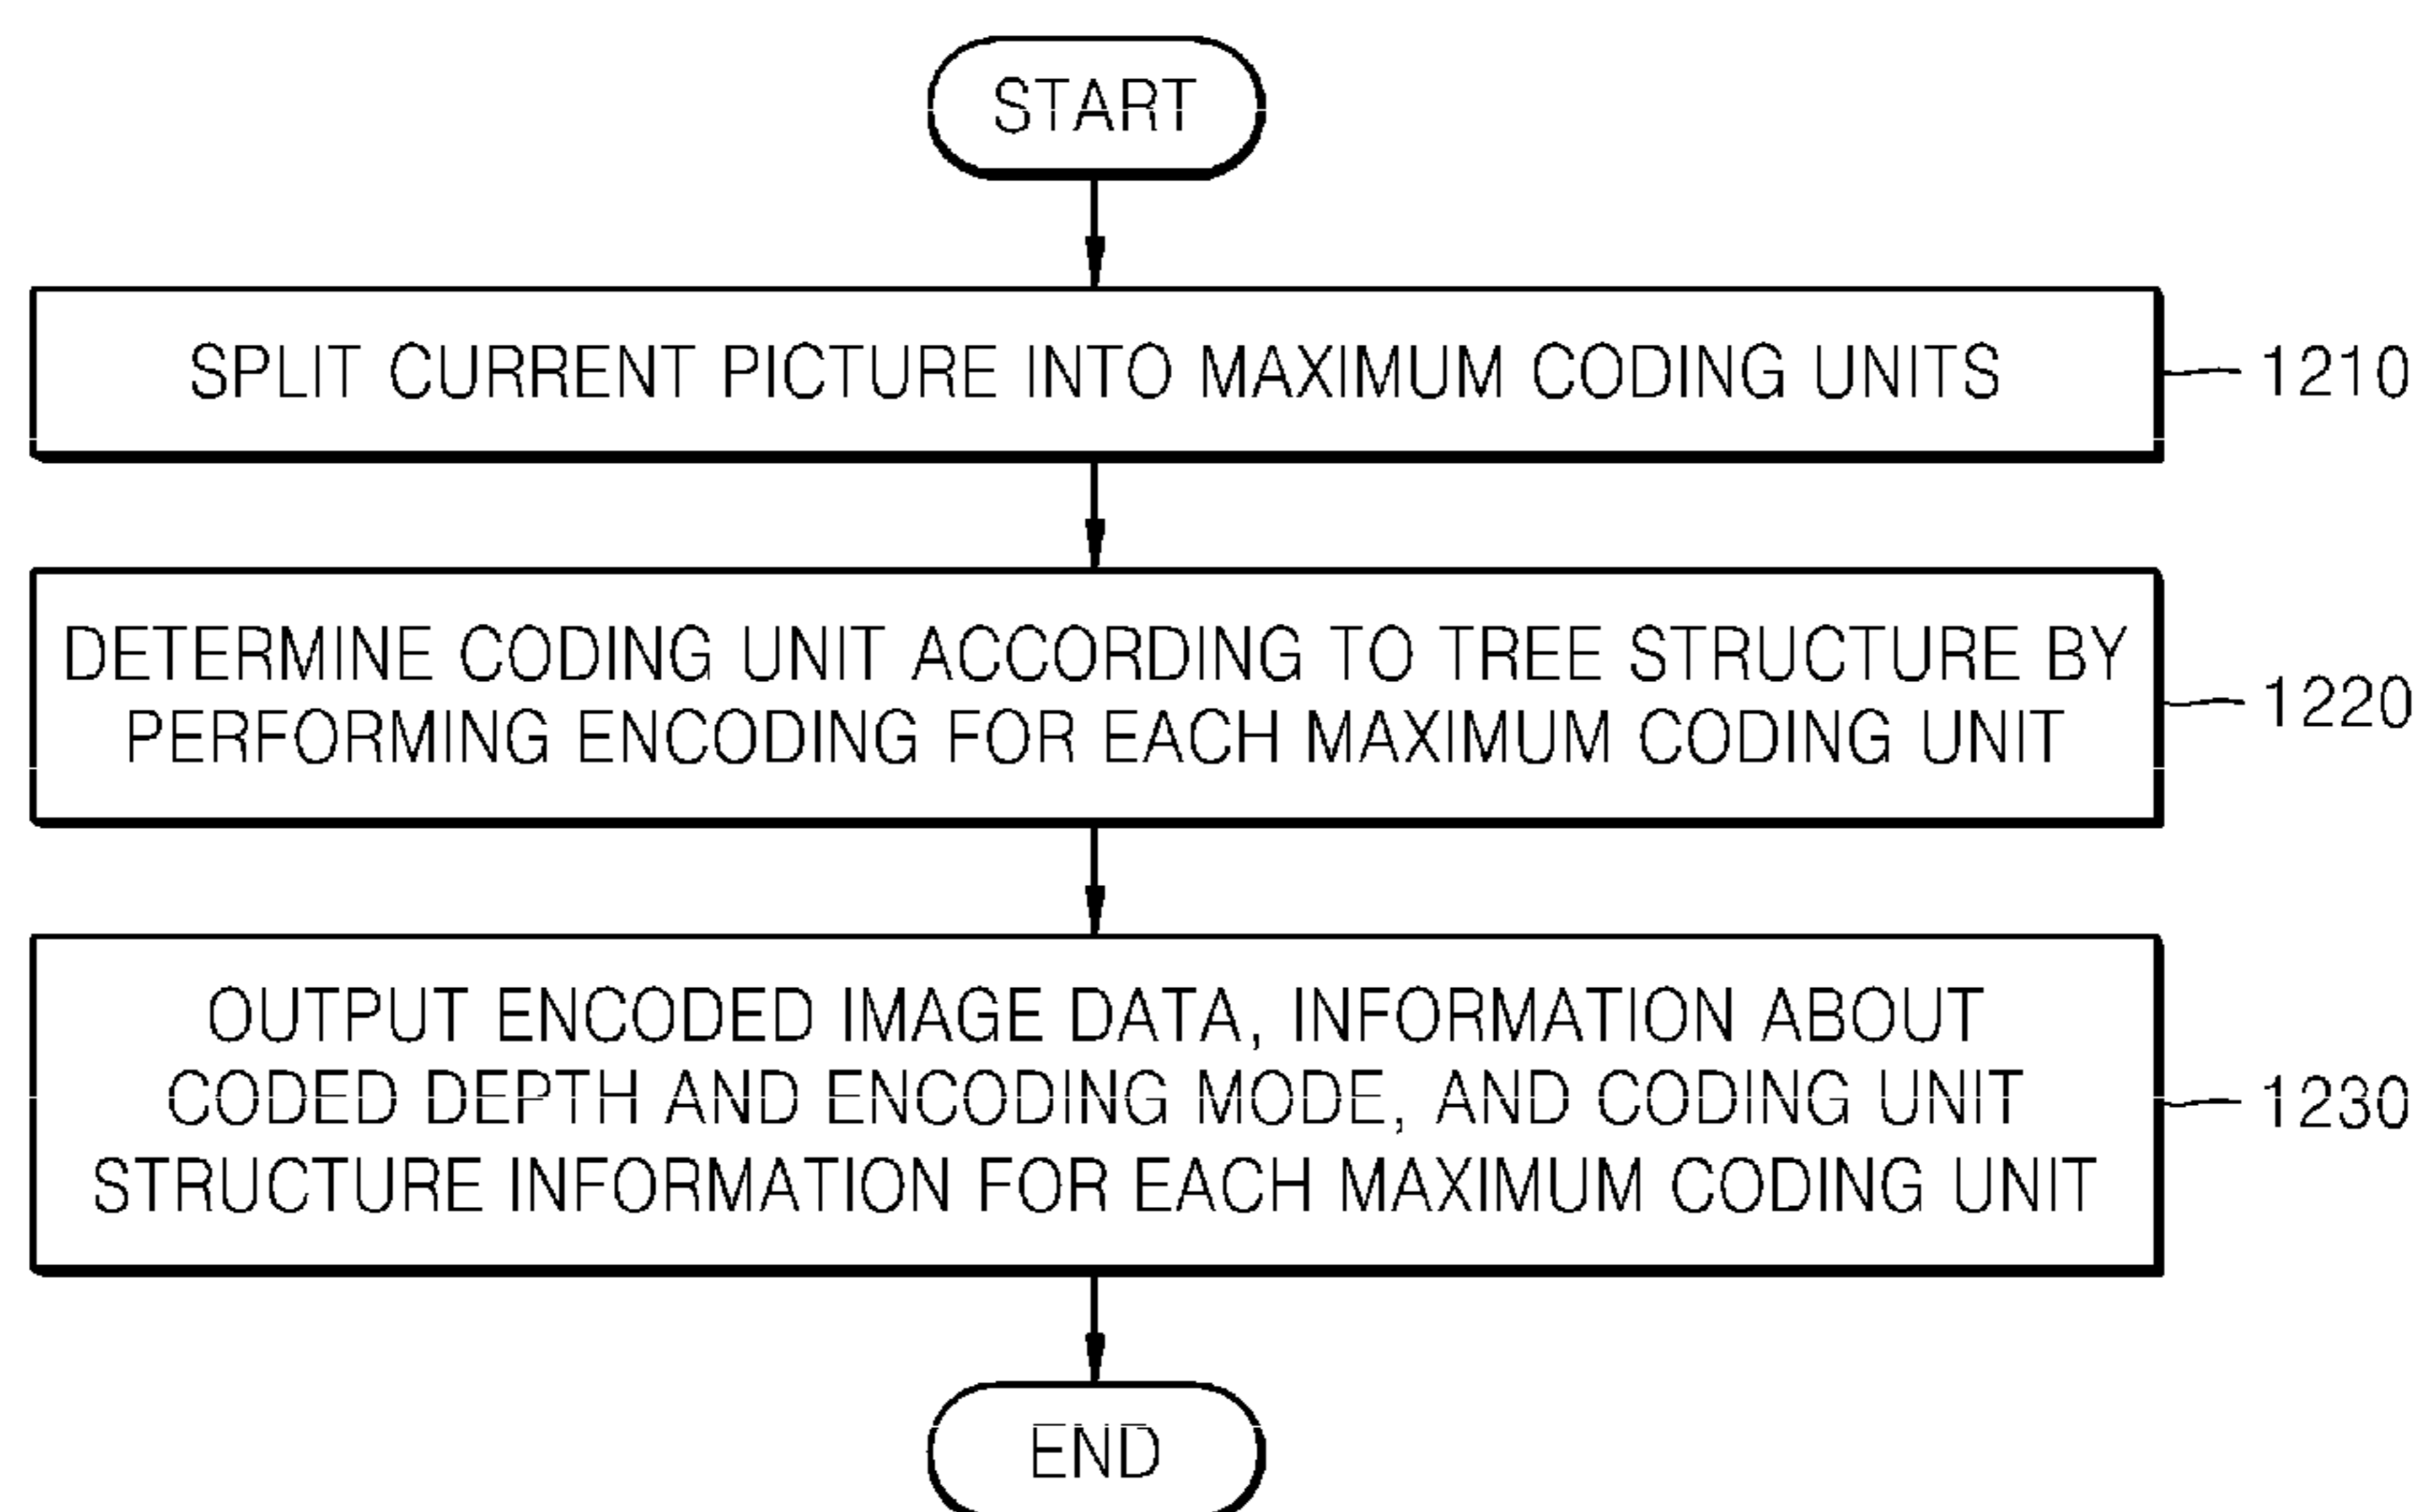 START
SPLIT CURRENT PICTURE INTO MAXIMUM CODING UNITS
1210
DETERMINE CODING UNIT ACCORDING TO TREE STRUCTURE BY
PERFORMING ENCODING FOR EACH MAXIMUM CODING UNIT
1220
OUTPUT ENCODED IMAGE DATA, INFORMATION ABOUT
CODED DEPTH AND ENCODING MODE, AND CODING UNIT
STRUCTURE INFORMATION FOR EACH MAXIMUM CODING UNIT
1230
END